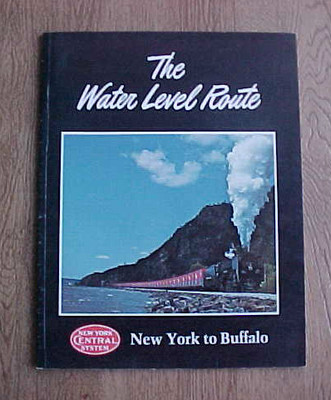 The
Water Level Route
NEW YORK
CENTRAL
SYSTEM
New York to Buffalo